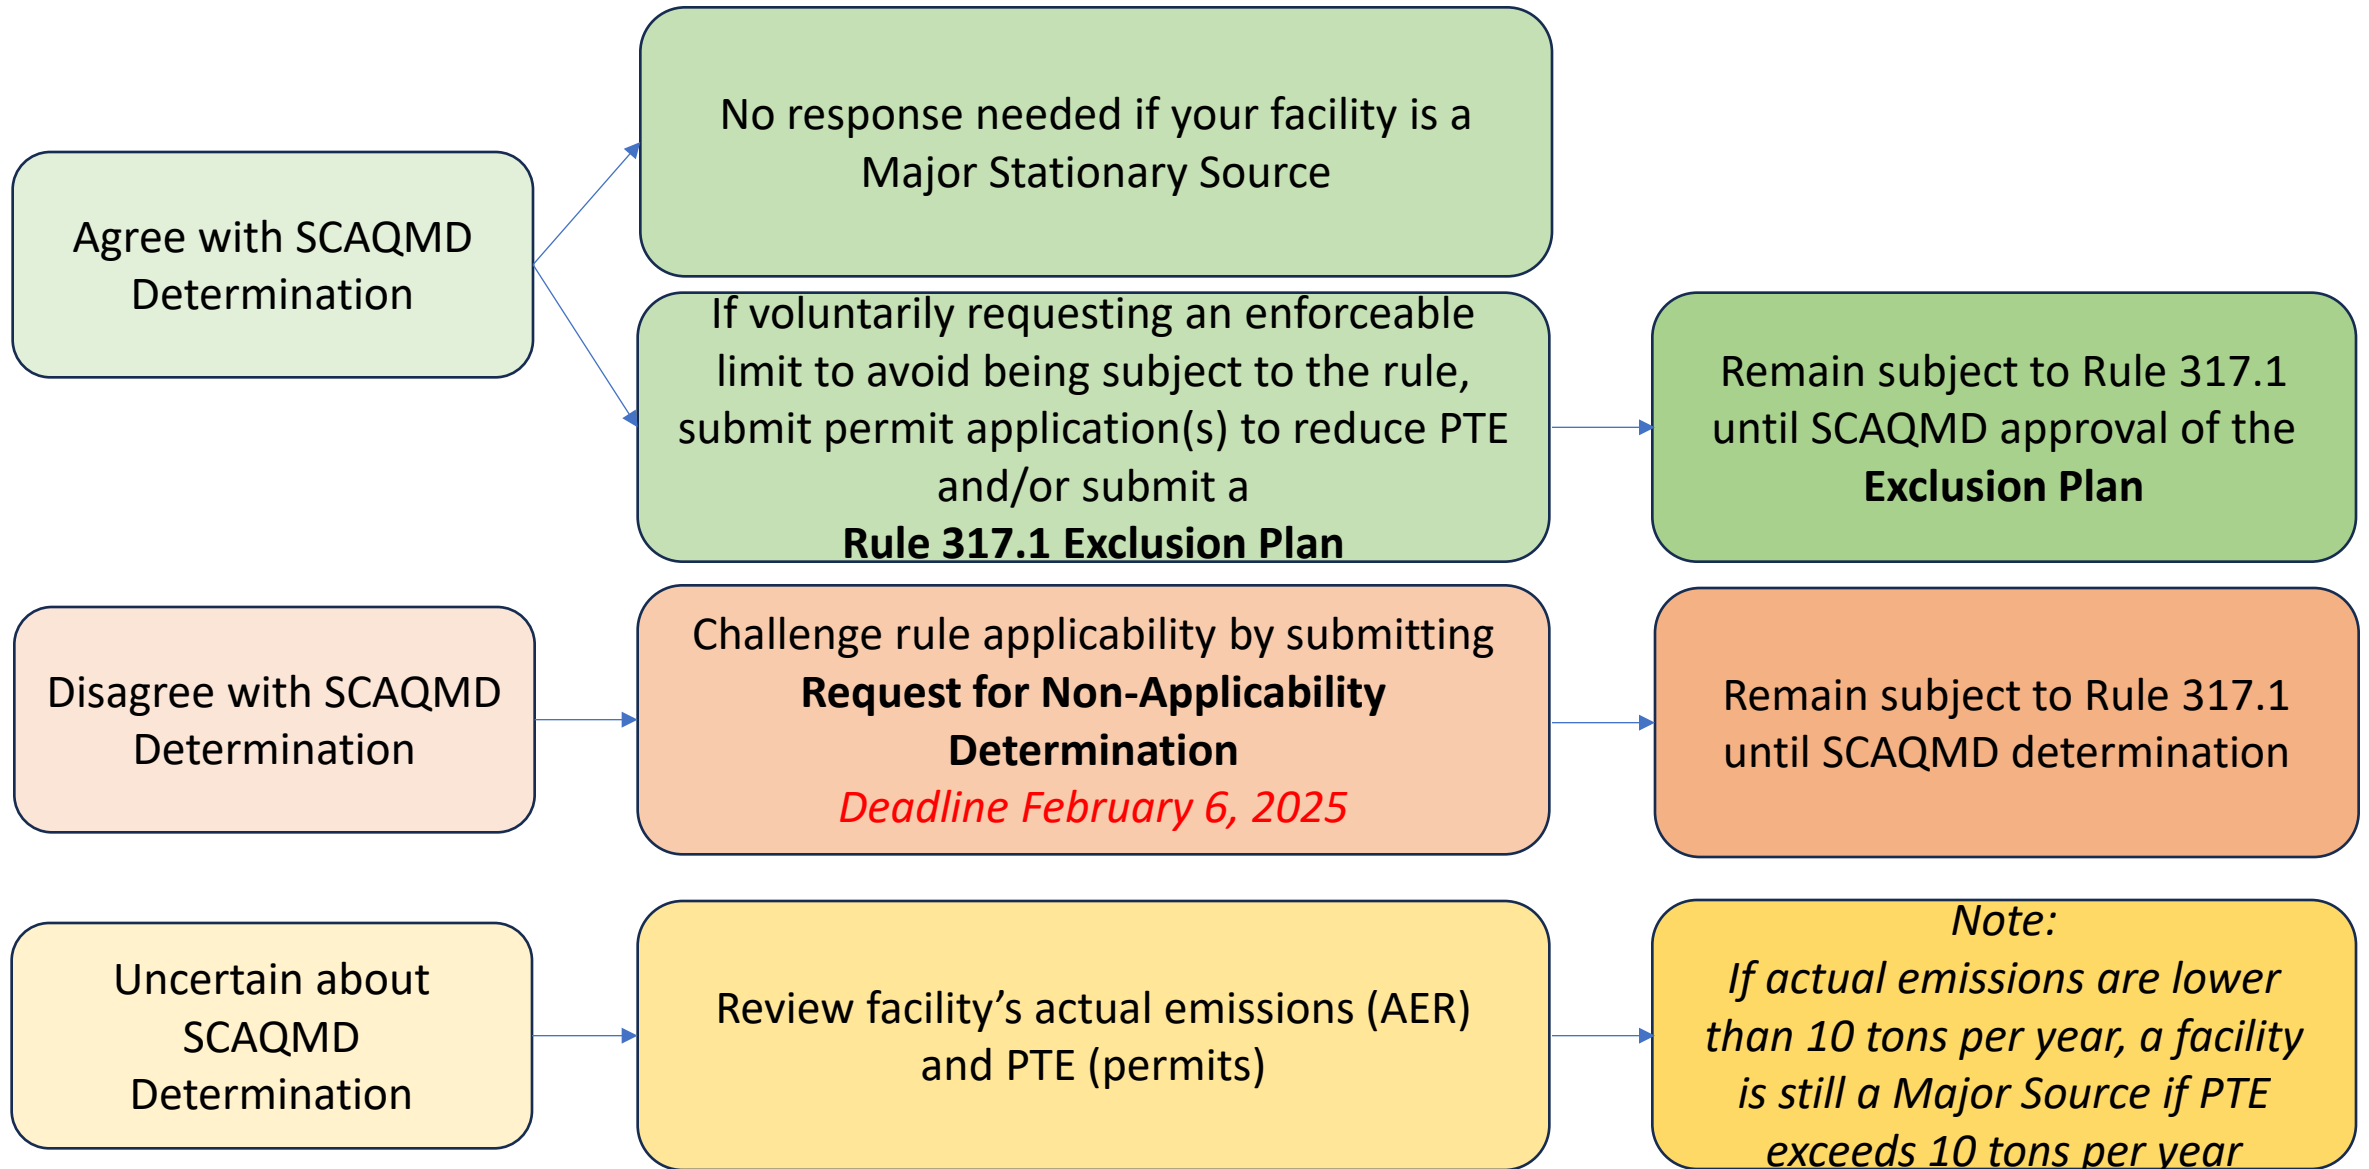 Agree with SCAQMD
Determination
No response needed if your facility is a
Major Stationary Source
If voluntarily requesting an enforceable
limit to avoid being subject to the rule,
submit permit application(s) to reduce PTE
and/or submit a
Rule 317.1 Exclusion Plan
Remain subject to Rule 317.1
until SCAQMD approval of the
Exclusion Plan
Disagree with SCAQMD
Determination
Challenge rule applicability by submitting
Request for Non-Applicability
Determination
Deadline February 6, 2025
Remain subject to Rule 317.1
until SCAQMD determination
Uncertain about
SCAQMD
Determination
Review facility’s actual emissions (AER)
and PTE (permits)
Note:
If actual emissions are lower
than 10 tons per year, a facility
is still a Major Source if PTE
exceeds 10 tons per year